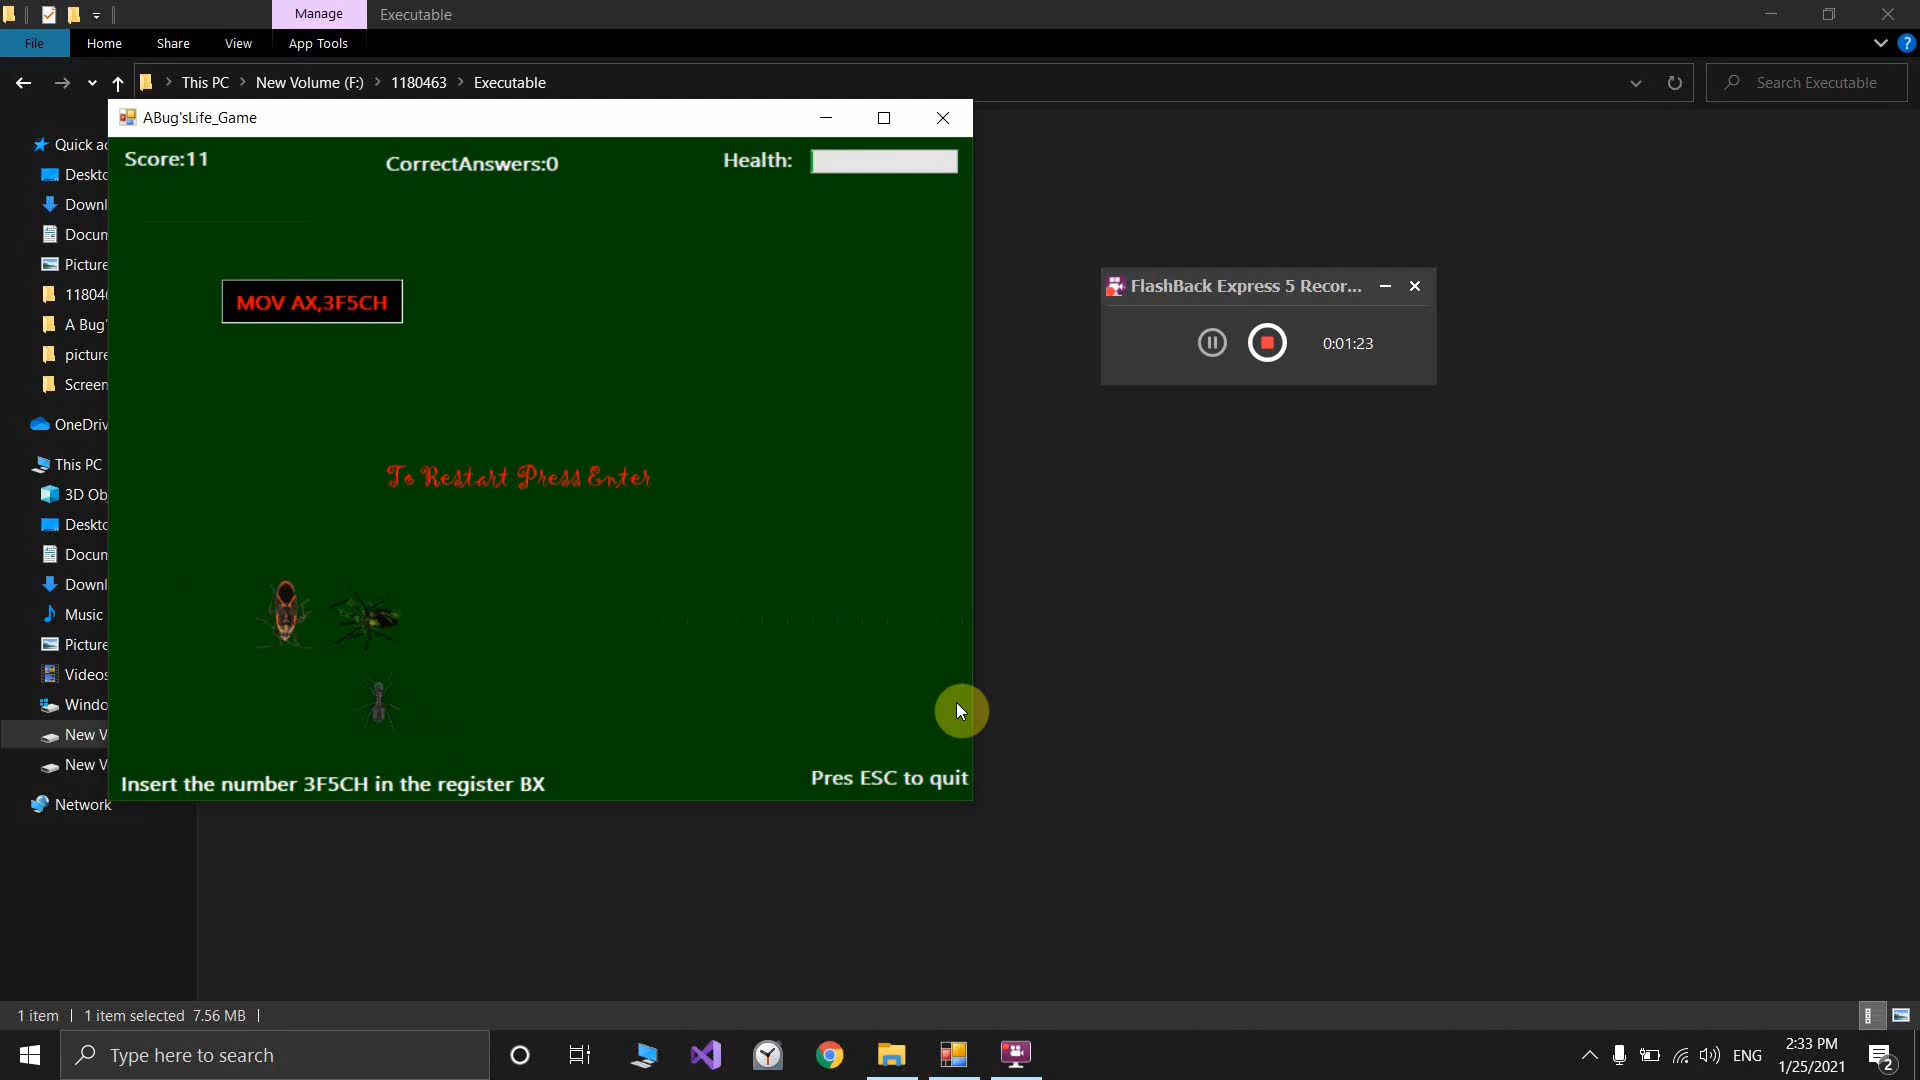 Manage
Executable
File
Home
Share
View
App Tools
?
This PC > New Volume (F:) > 1180463 > Executable
Search Executable
ABug'sLife_Game
Score:11
CorrectAnswers:0
Health:
MOV AX,3F5CH
To Restart Press Enter
Insert the number 3F5CH in the register BX
Pres ESC to quit
FlashBack Express 5 Recor...
0:01:23
Quick ac
Deskto
Downl
Docum
Picture
11804
A Bug'
picture
Screen
OneDriv
This PC
3D Ob
Deskto
Docum
Downl
Music
Picture
Videos
Windo
New V
New V
Network
1 item
1 item selected 7.56 MB
Type here to search
ENG
2:33 PM
1/25/2021
2